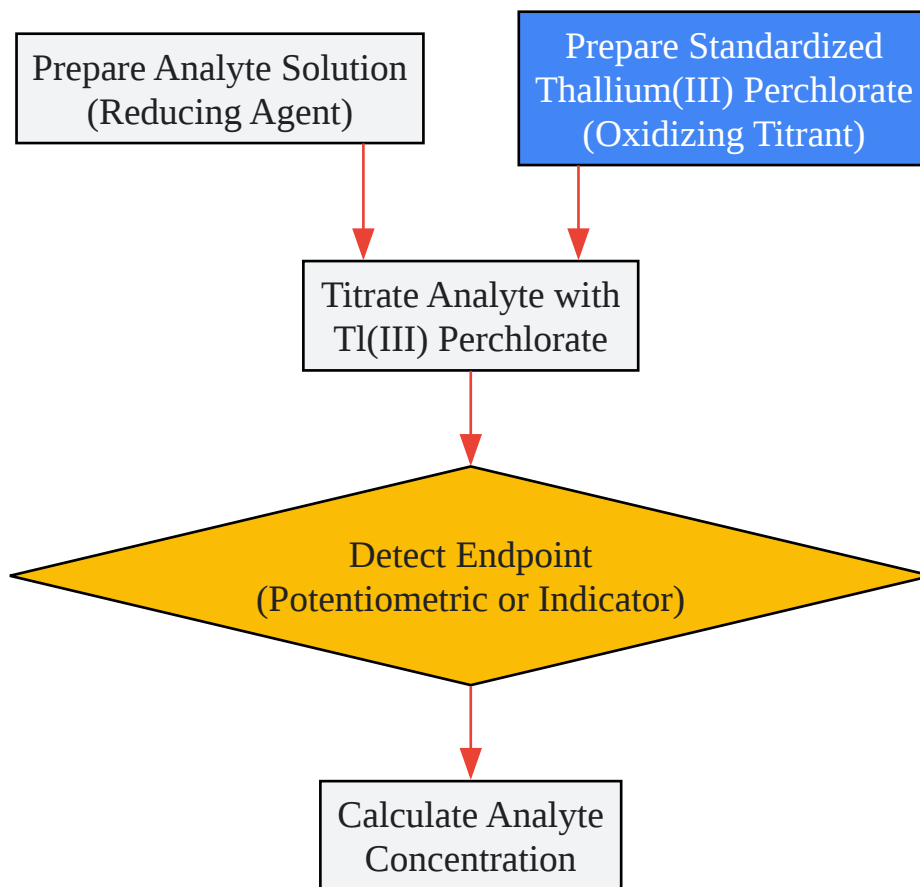 Prepare Analyte Solution
(Reducing Agent)
Prepare Standardized
Thallium(III) Perchlorate
(Oxidizing Titrant)
Titrate Analyte with
Tl(III) Perchlorate
Detect Endpoint
(Potentiometric or Indicator)
Calculate Analyte
Concentration